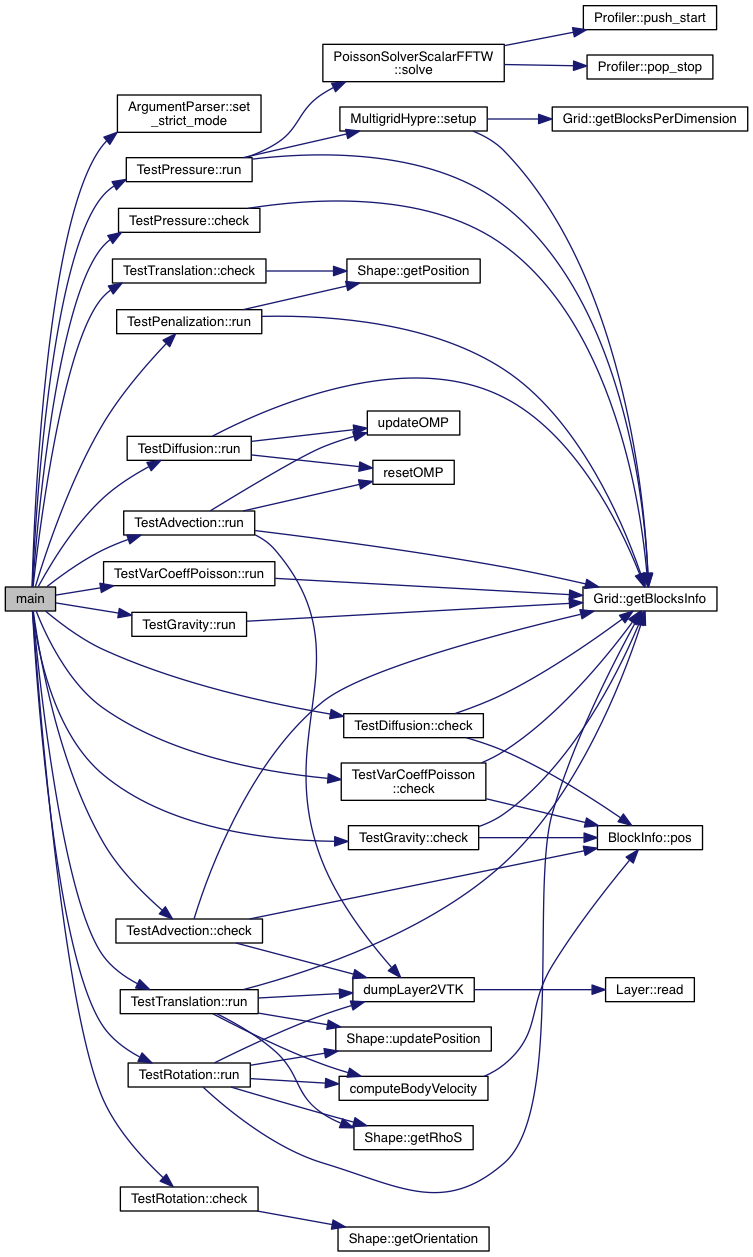 Profiler::push_start
PoissonSolverScalarFFTW
::solve
Profiler::pop_stop
ArgumentParser::set
_strict_mode
MultigridHypre::setup
Grid::getBlocksPerDimension
TestPressure::run
TestPressure::check
TestTranslation::check
Shape::getPosition
TestPenalization::run
updateOMP
TestDiffusion::run
resetOMP
TestAdvection::run
TestVarCoeffPoisson::run
main
Grid::getBlocksInfo
TestGravity::run
TestDiffusion::check
TestVarCoeffPoisson
::check
TestGravity::check
BlockInfo::pos
TestAdvection::check
dumpLayer2VTK
Layer::read
TestTranslation::run
Shape::updatePosition
TestRotation::run
computeBodyVelocity
Shape::getRhoS
TestRotation::check
Shape::getOrientation